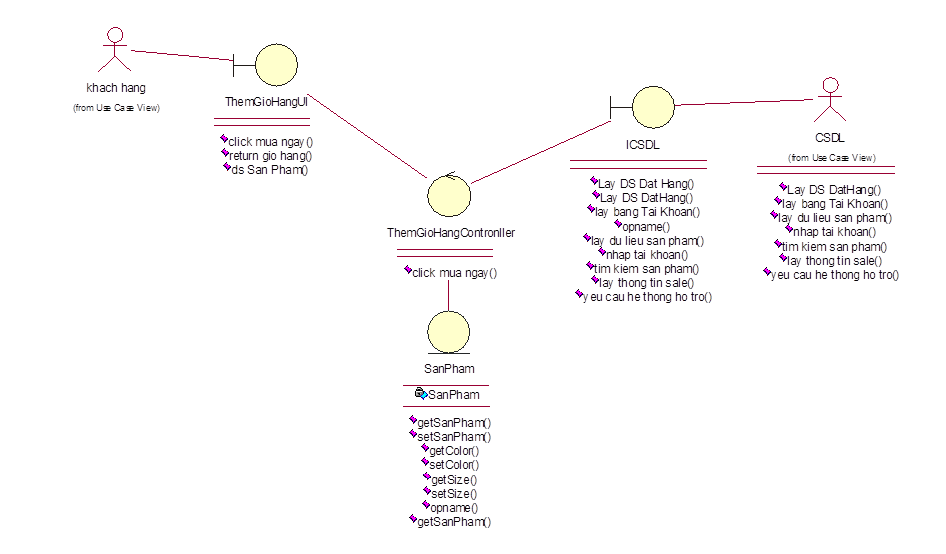 khach hang
(from Use Case View)
ThemGioHangUI
click mua ngay()
return gio hang()
ds San Pham()
ThemGioHangContronller
click mua ngay()
SanPham
SanPham
getSanPham()
setSanPham()
getColor()
setColor()
getSize()
setSize()
opname()
getSanPham()
ICSDL
Lay DS Dat Hang()
Lay DS DatHang()
lay bang Tai Khoan()
opname()
lay du lieu san pham()
nhap tai khoan()
tim kiem san pham()
lay thong tin sale()
yeu cau he thong ho tro()
CSDL
(from Use Case View)
Lay DS DatHang()
lay bang Tai Khoan()
lay du lieu san pham()
nhap tai khoan()
tim kiem san pham()
lay thong tin sale()
yeu cau he thong ho tro()